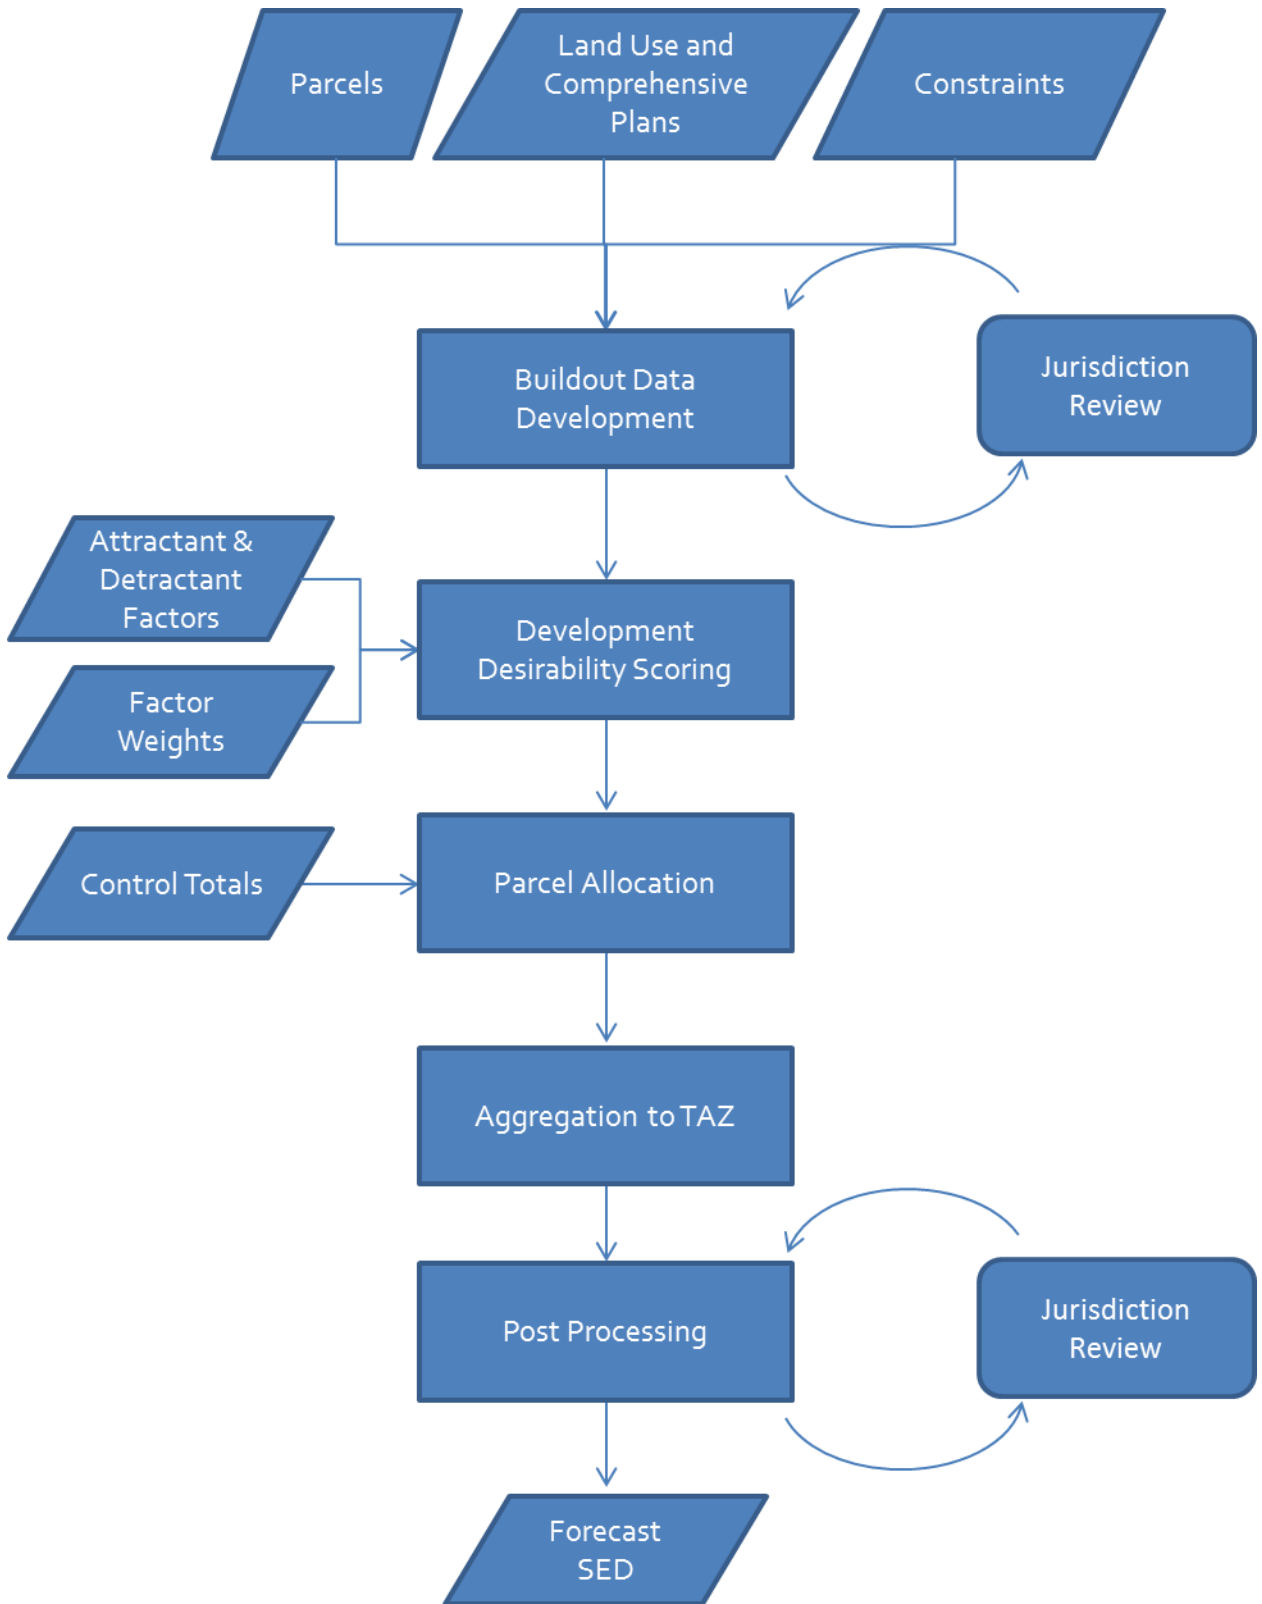 Parcels
Land Use and
Comprehensive
Plans
Constraints
Buildout Data
Development
Jurisdiction
Review
Attractant &
Detractant
Factors
Development
Desirability Scoring
Factor
Weights
Control Totals
Parcel Allocation
Aggregation to TAZ
Post Processing
Jurisdiction
Review
Forecast
SED